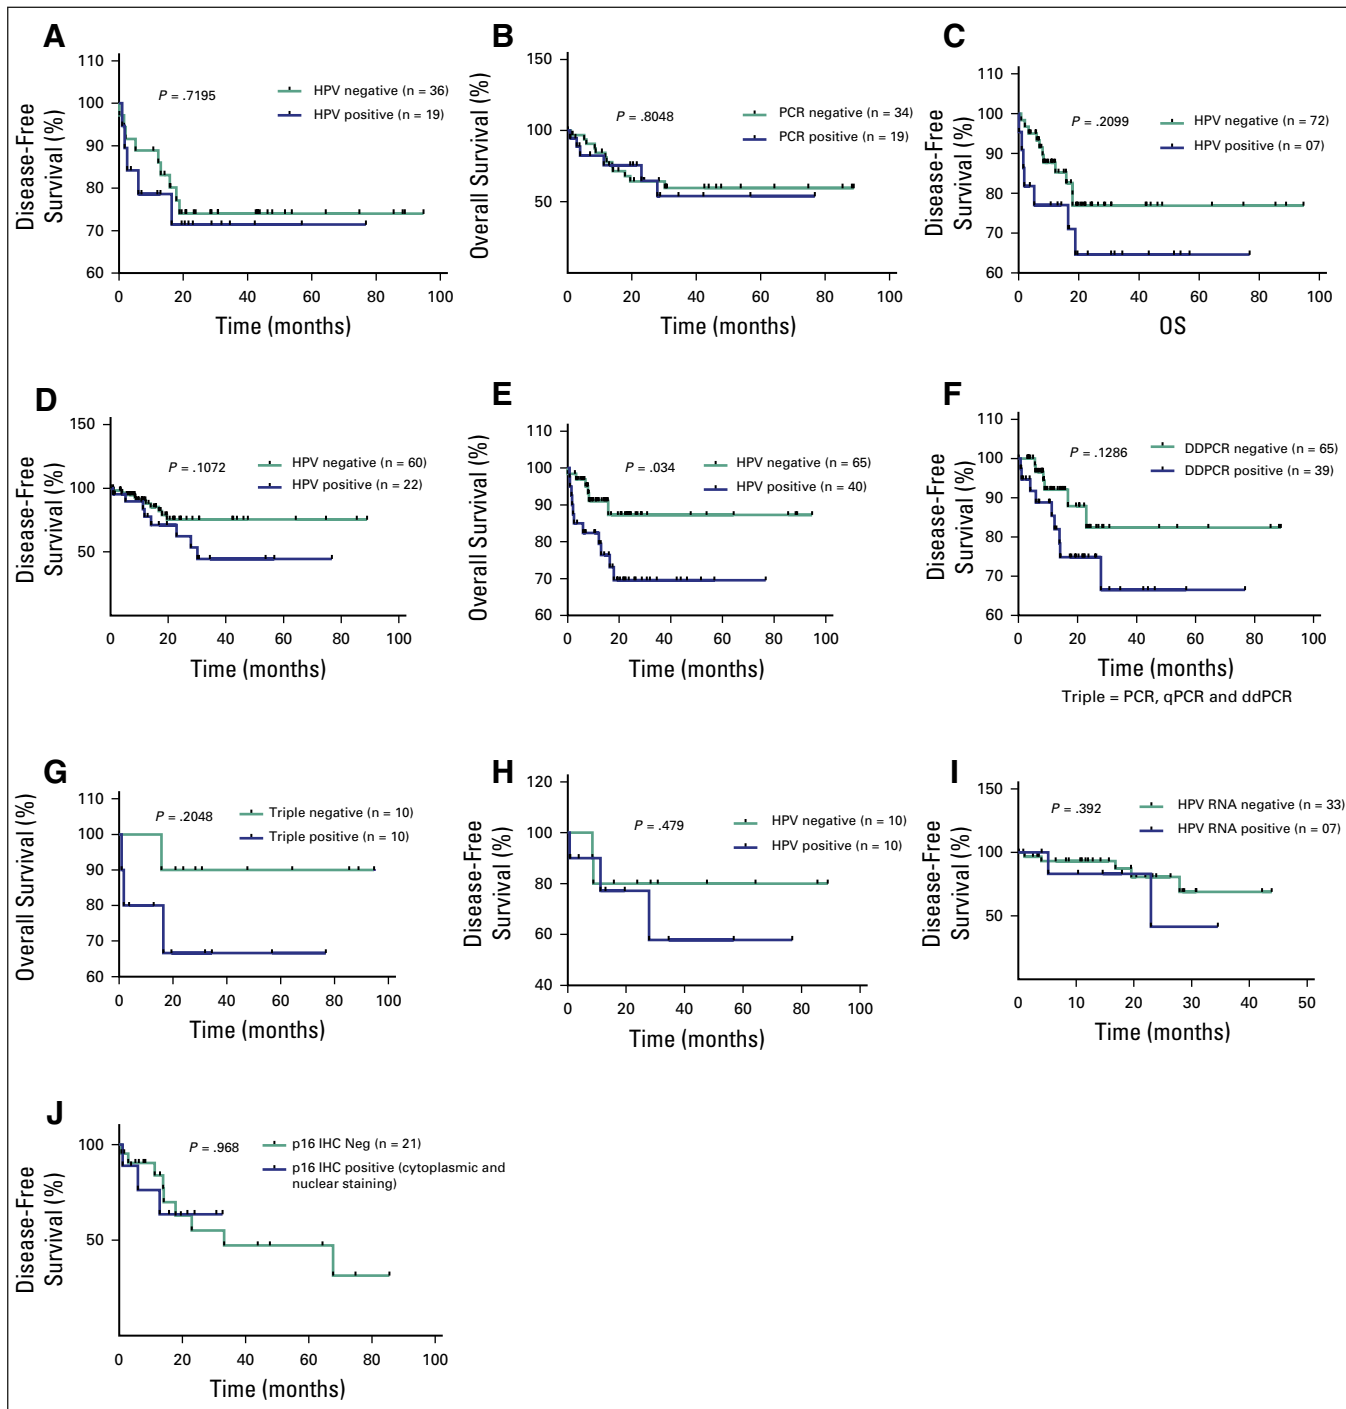 A
Disease-Free
Survival (%)
110
100
90
80
70
60
P = .7195
HPV negative (n = 36)
HPV positive (n = 19)
0 20 40 60 80 100
Time (months)
B
Overall Survival (%)
150
100
50
P = .8048
PCR negative (n = 34)
PCR positive (n = 19)
0 20 40 60 80 100
Time (months)
C
Disease-Free
Survival (%)
110
100
90
80
70
60
P = .2099
HPV negative (n = 72)
HPV positive (n = 07)
0 20 40 60 80 100
OS
D
Disease-Free
Survival (%)
150
100
50
P = .1072
HPV negative (n = 60)
HPV positive (n = 22)
0 20 40 60 80 100
Time (months)
E
Overall Survival (%)
110
100
90
80
70
60
P = .034
HPV negative (n = 65)
HPV positive (n = 40)
0 20 40 60 80 100
Time (months)
F
Disease-Free
Survival (%)
110
100
90
80
70
60
P = .1286
DDPCR negative (n = 65)
DDPCR positive (n = 39)
0 20 40 60 80 100
Time (months)
Triple = PCR, qPCR and ddPCR
G
Overall Survival (%)
110
100
90
80
70
60
P = .2048
Triple negative (n = 10)
Triple positive (n = 10)
0 20 40 60 80 100
Time (months)
H
Disease-Free
Survival (%)
120
100
80
60
40
P = .479
HPV negative (n = 10)
HPV positive (n = 10)
0 20 40 60 80 100
Time (months)
I
Disease-Free
Survival (%)
150
100
50
P = .392
HPV RNA negative (n = 33)
HPV RNA positive (n = 07)
0 10 20 30 40 50
Time (months)
J
Disease-Free
Survival (%)
100
50
P = .968
p16 IHC Neg (n = 21)
p16 IHC positive (cytoplasmic and
nuclear staining)
0 20 40 60 80 100
Time (months)